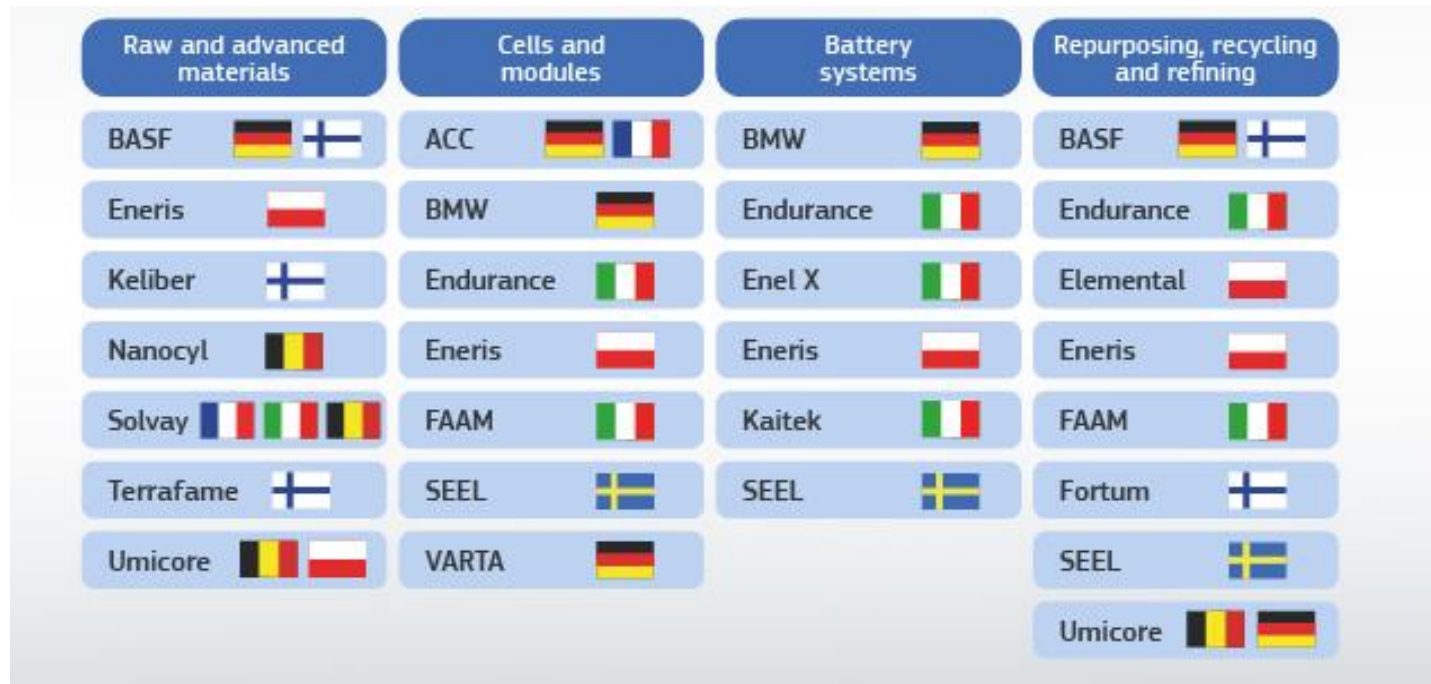 Raw and advanced
materials
BASF
Eneris
Keliber
Nanocyl
Solvay
Terrafame
Umicore
Cells and
modules
ACC
BMW
Endurance
Eneris
FAAM
SEEL
VARTA
Battery
systems
BMW
Endurance
Enel X
Eneris
Kaitek
SEEL
Repurposing, recycling
and refining
BASF
Endurance
Elemental
Eneris
FAAM
Fortum
SEEL
Umicore